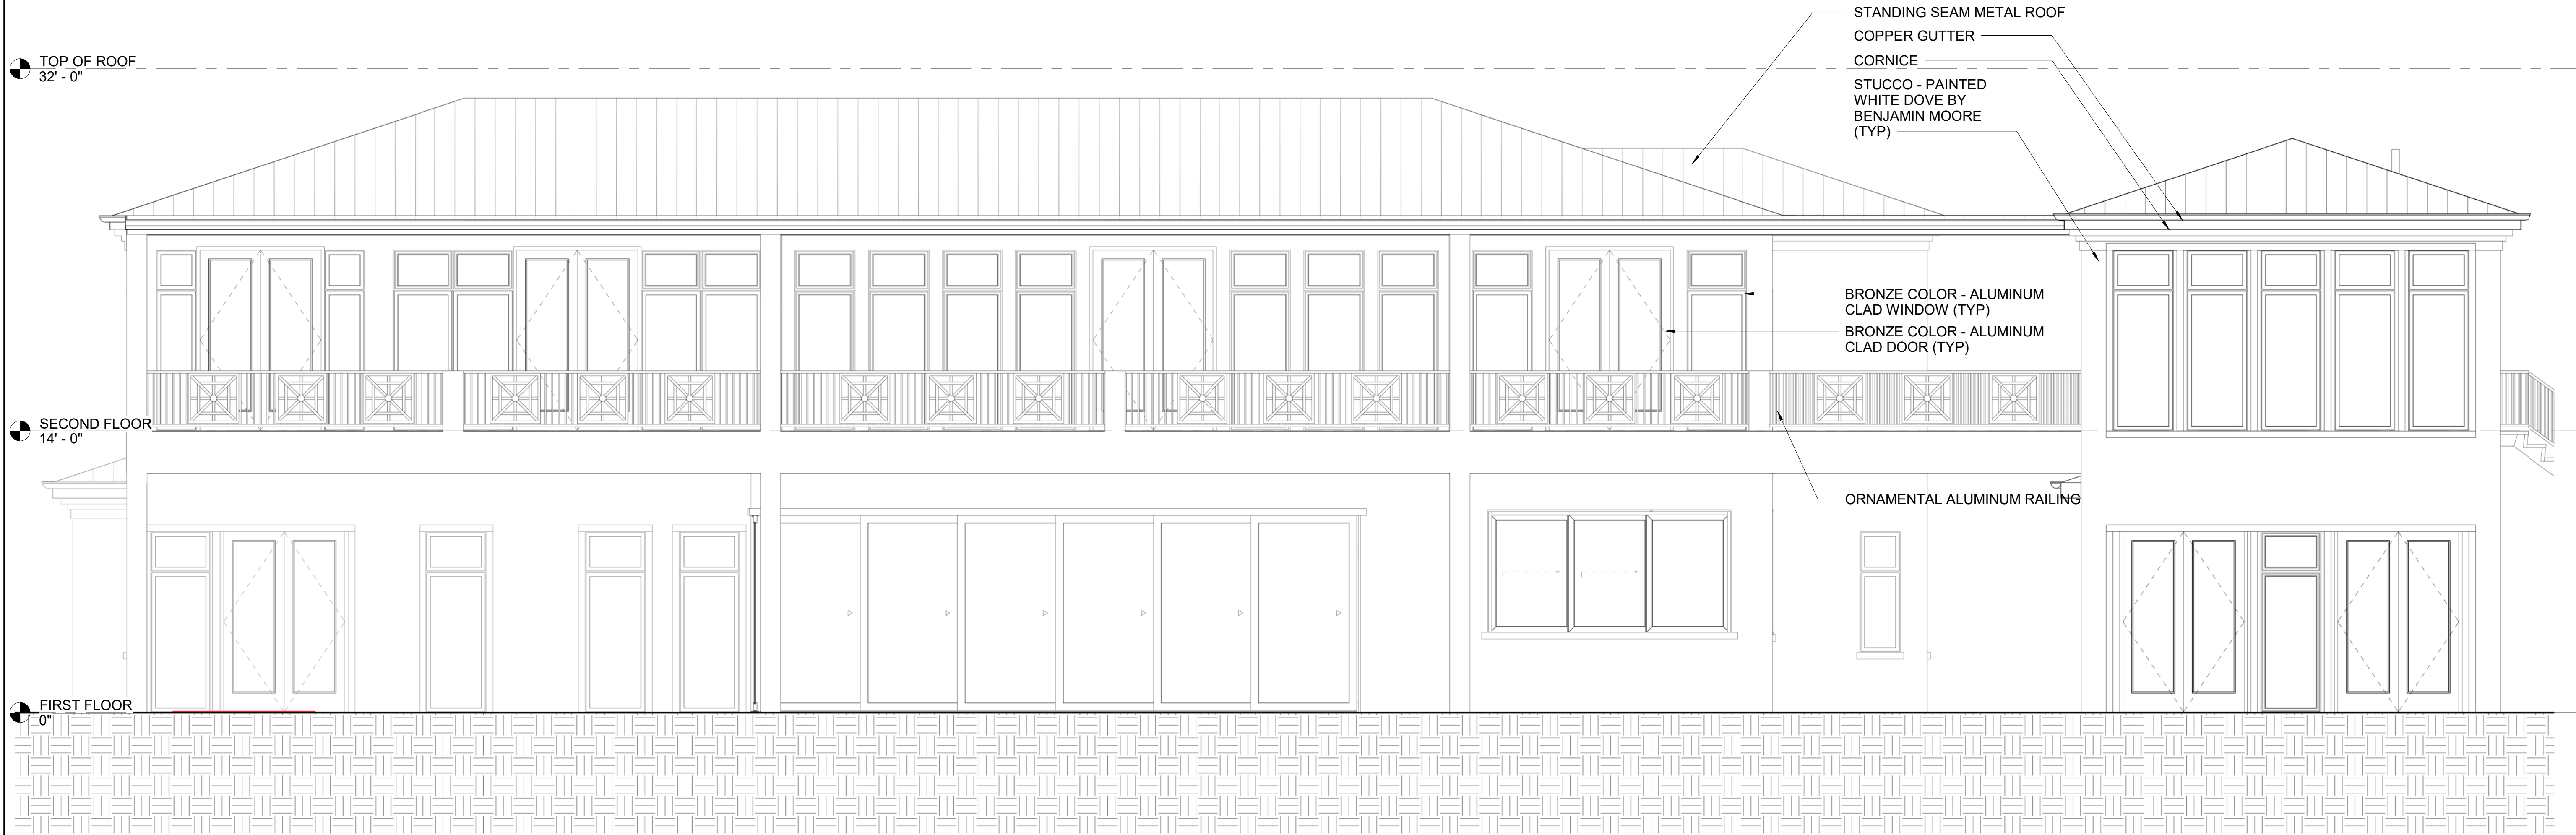 STANDING SEAM METAL ROOF
COPPER GUTTER
CORNICE
STUCCO - PAINTED
WHITE DOVE BY
BENJAMIN MOORE
(TYP)
TOP OF ROOF
32' - 0"
BRONZE COLOR - ALUMINUM
CLAD WINDOW (TYP)
BRONZE COLOR - ALUMINUM
CLAD DOOR (TYP)
SECOND FLOOR
14' - 0"
ORNAMENTAL ALUMINUM RAILING
FIRST FLOOR
0"